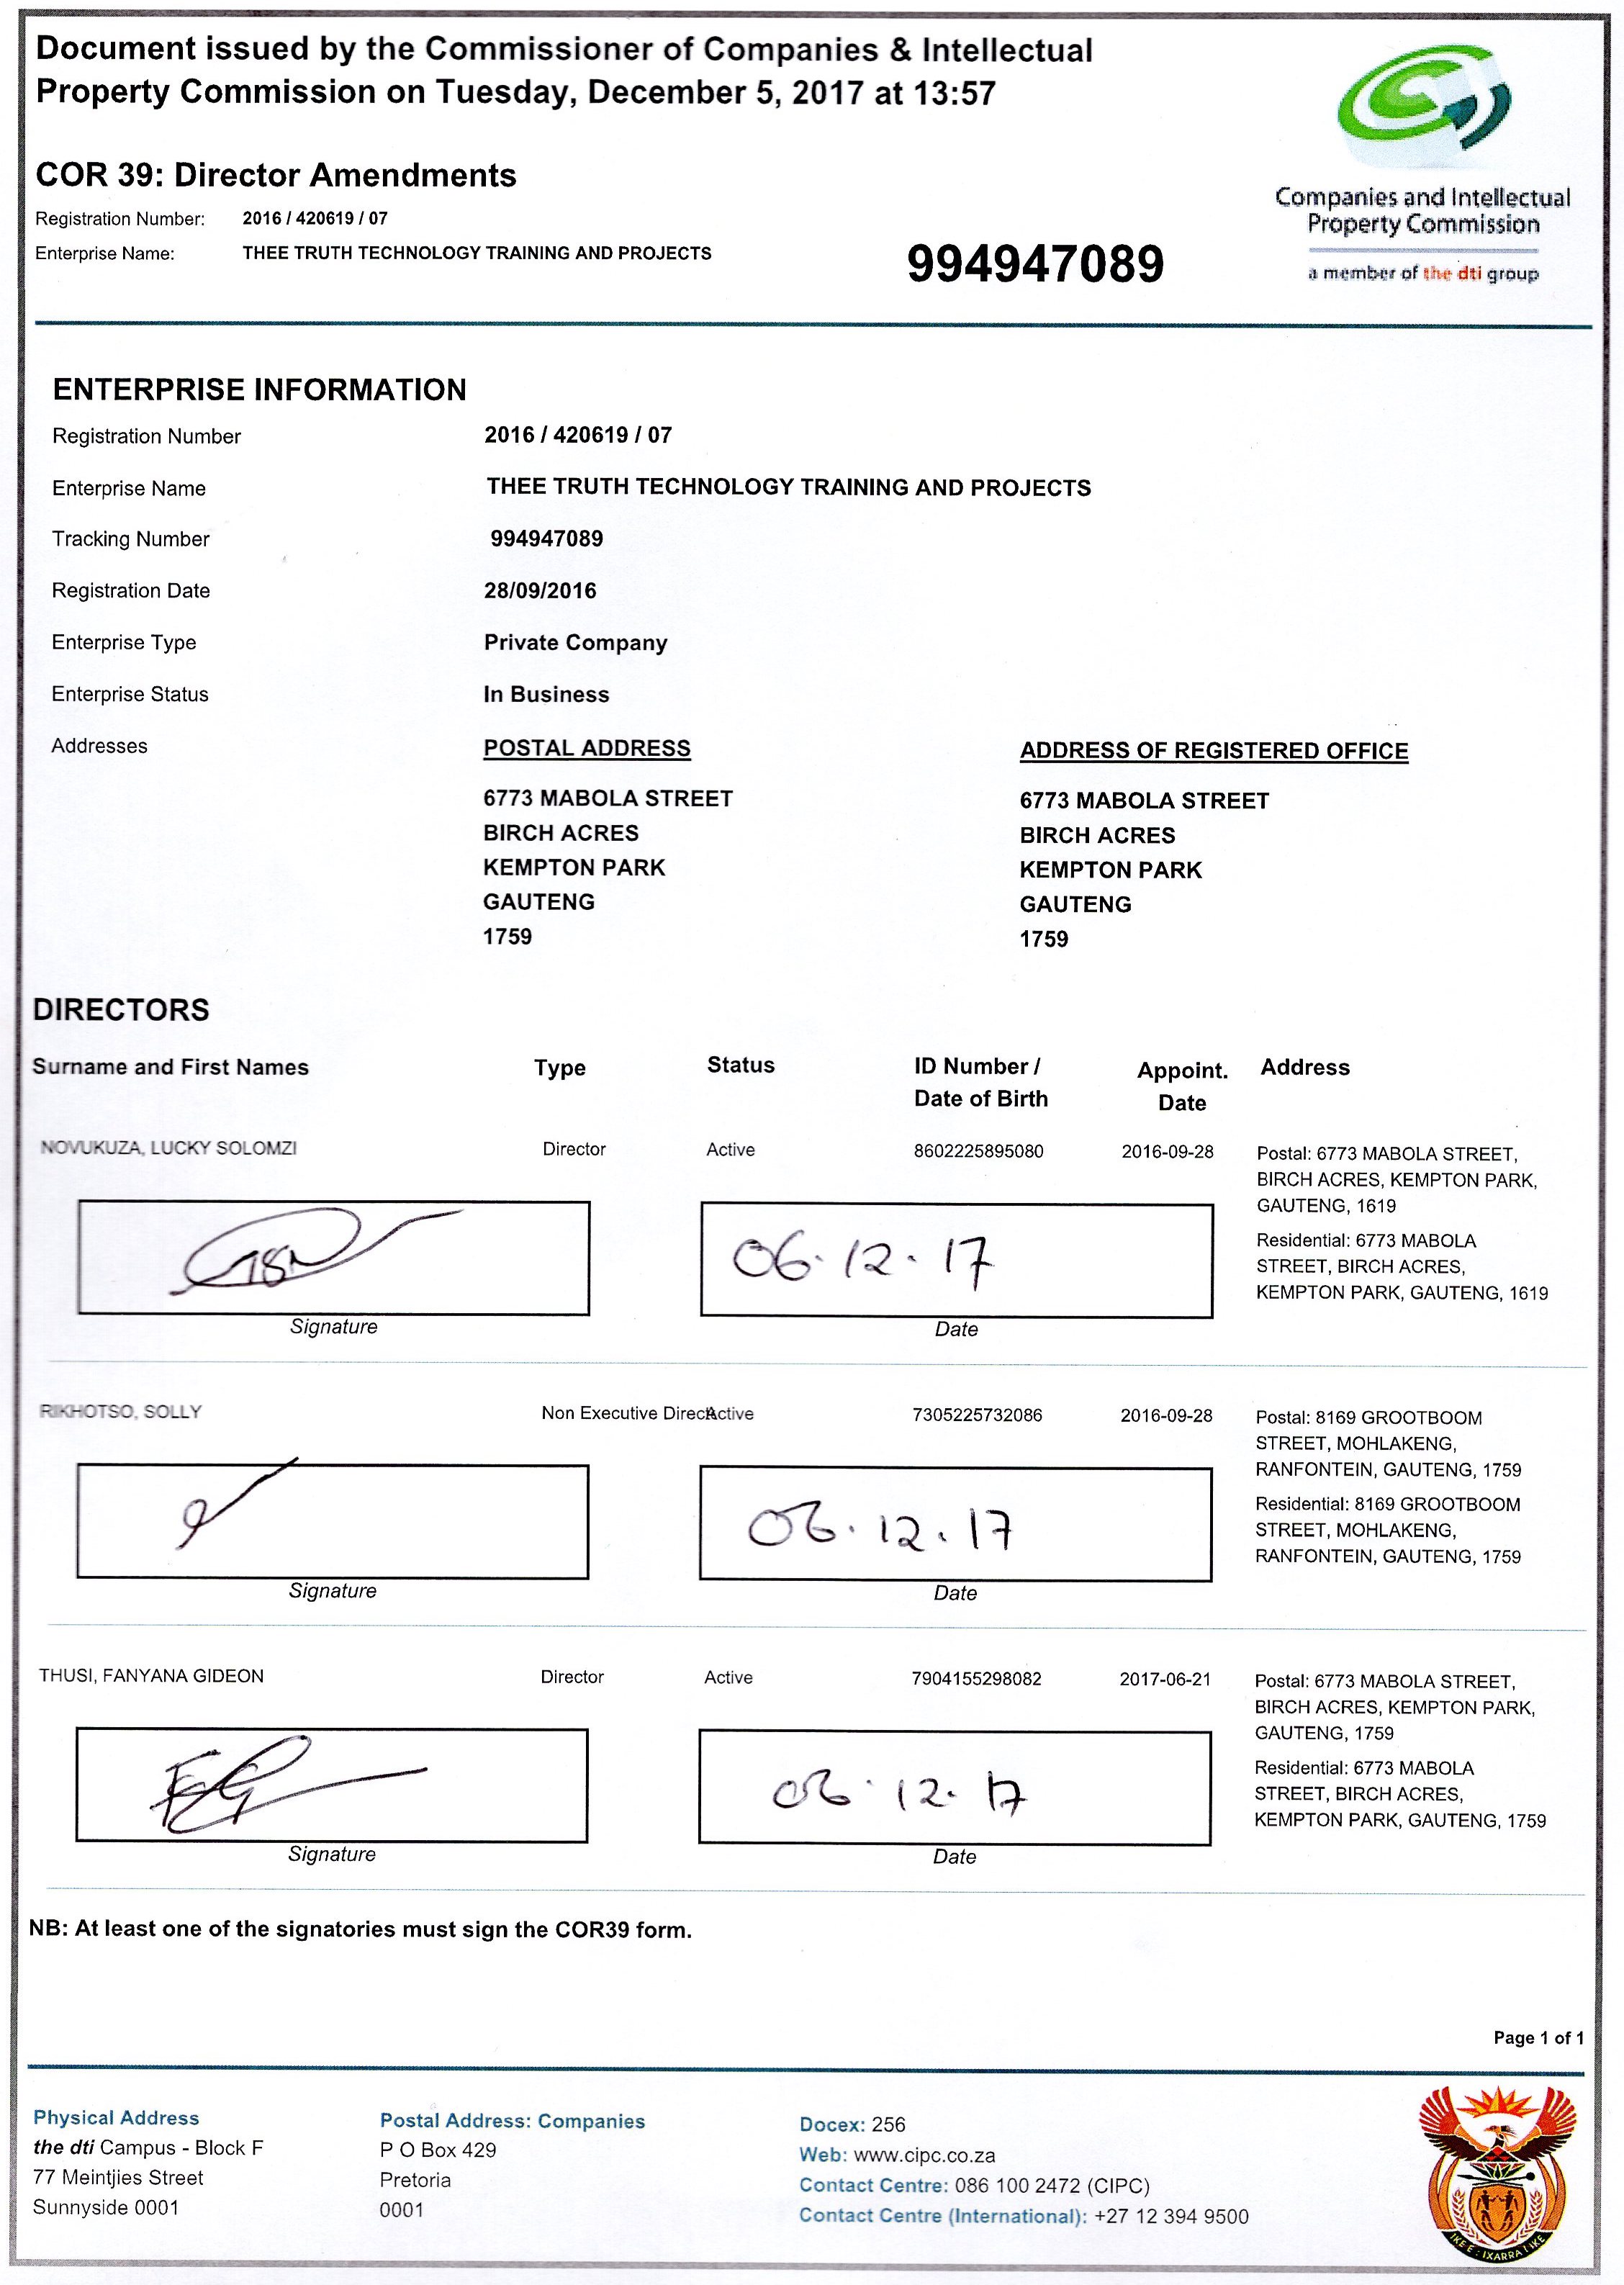 Document issued by the Commissioner of Companies & Intellectual
Property Commission on Tuesday, December 5, 2017 at 13:57
COR 39: Director Amendments
Registration Number: 2016 / 420619 / 07
Enterprise Name: THEE TRUTH TECHNOLOGY TRAINING AND PROJECTS
994947089
Companies and Intellectual
Property Commission
a member of the dti group
ENTERPRISE INFORMATION
Registration Number 2016 / 420619 / 07
Enterprise Name THEE TRUTH TECHNOLOGY TRAINING AND PROJECTS
Tracking Number 994947089
Registration Date 28/09/2016
Enterprise Type Private Company
Enterprise Status In Business
Addresses POSTAL ADDRESS ADDRESS OF REGISTERED OFFICE
6773 MABOLA STREET 6773 MABOLA STREET
BIRCH ACRES BIRCH ACRES
KEMPTON PARK KEMPTON PARK
GAUTENG GAUTENG
1759 1759
DIRECTORS
Surname and First Names Type Status ID Number / Appoint. Address
Date of Birth Date
NOVUKUZA, LUCKY SOLOMZI Director Active 8602225895080 2016-09-28 Postal: 6773 MABOLA STREET,
BIRCH ACRES, KEMPTON PARK,
GAUTENG, 1619
Residential: 6773 MABOLA
STREET, BIRCH ACRES,
KEMPTON PARK, GAUTENG, 1619
06.12.17
Signature Date
RIKHOTSO, SOLLY Non Executive Direct Active 7305225732086 2016-09-28 Postal: 8169 GROOTBOOM
STREET, MOHLAKENG,
RANFONTEIN, GAUTENG, 1759
Residential: 8169 GROOTBOOM
STREET, MOHLAKENG,
RANFONTEIN, GAUTENG, 1759
06.12.17
Signature Date
THUSI, FANYANA GIDEON Director Active 7904155298082 2017-06-21 Postal: 6773 MABOLA STREET,
BIRCH ACRES, KEMPTON PARK,
GAUTENG, 1759
Residential: 6773 MABOLA
STREET, BIRCH ACRES,
KEMPTON PARK, GAUTENG, 1759
06.12.17
Signature Date
NB: At least one of the signatories must sign the COR39 form.
Page 1 of 1
Physical Address
the dti Campus - Block F
77 Meintjies Street
Sunnyside 0001
Postal Address: Companies
P O Box 429
Pretoria
0001
Docex: 256
Web: www.cipc.co.za
Contact Centre: 086 100 2472 (CIPC)
Contact Centre (International): +27 12 394 9500